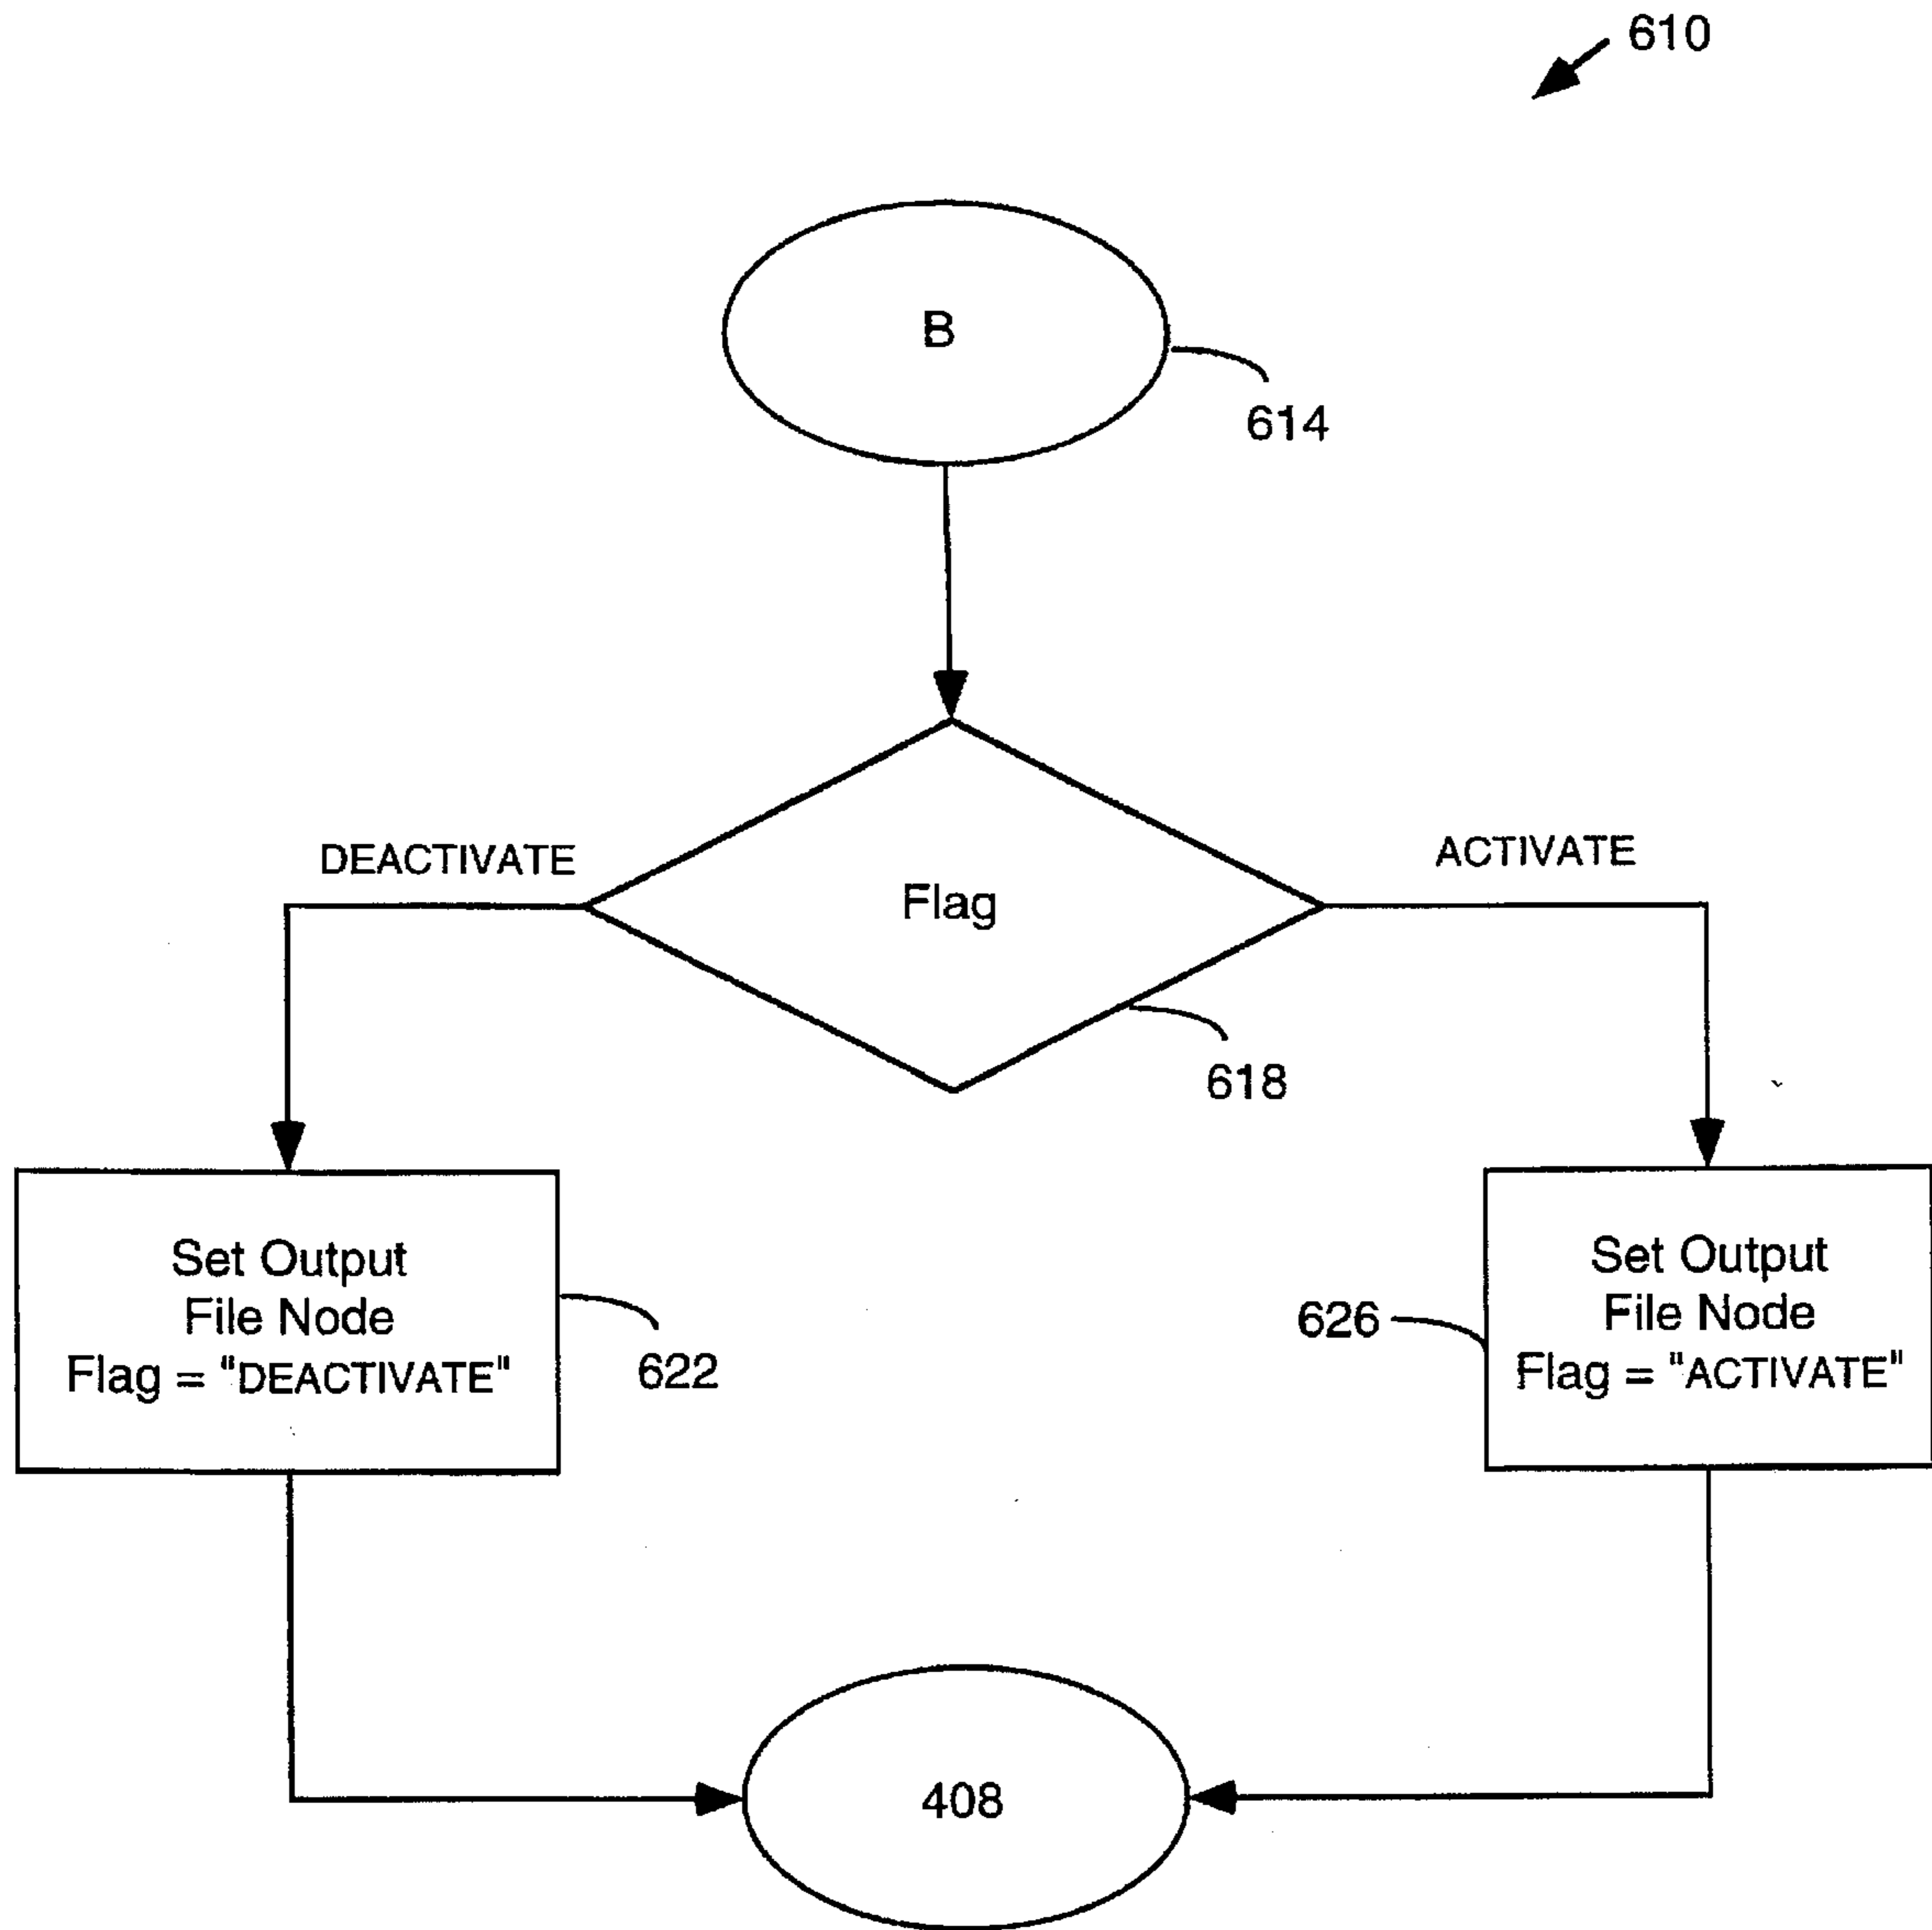 610
B
614
DEACTIVATE
ACTIVATE
Flag
618
Set Output
File Node
Flag = "DEACTIVATE"
622
626
Set Output
File Node
Flag = "ACTIVATE"
408